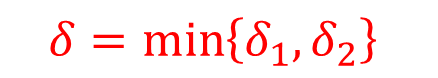 δ = min{δ₁, δ₂}